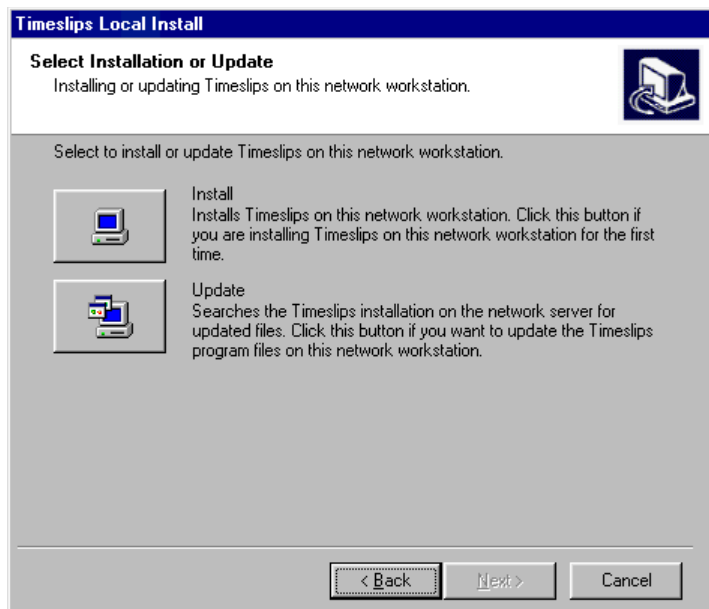 Timeslips Local Install
Select Installation or Update
Installing or updating Timeslips on this network workstation.
Select to install or update Timeslips on this network workstation.
Install
Installs Timeslips on this network workstation. Click this button if
you are installing Timeslips on this network workstation for the first
time.
Update
Searches the Timeslips installation on the network server for
updated files. Click this button if you want to update the Timeslips
program files on this network workstation.
< Back
Next >
Cancel